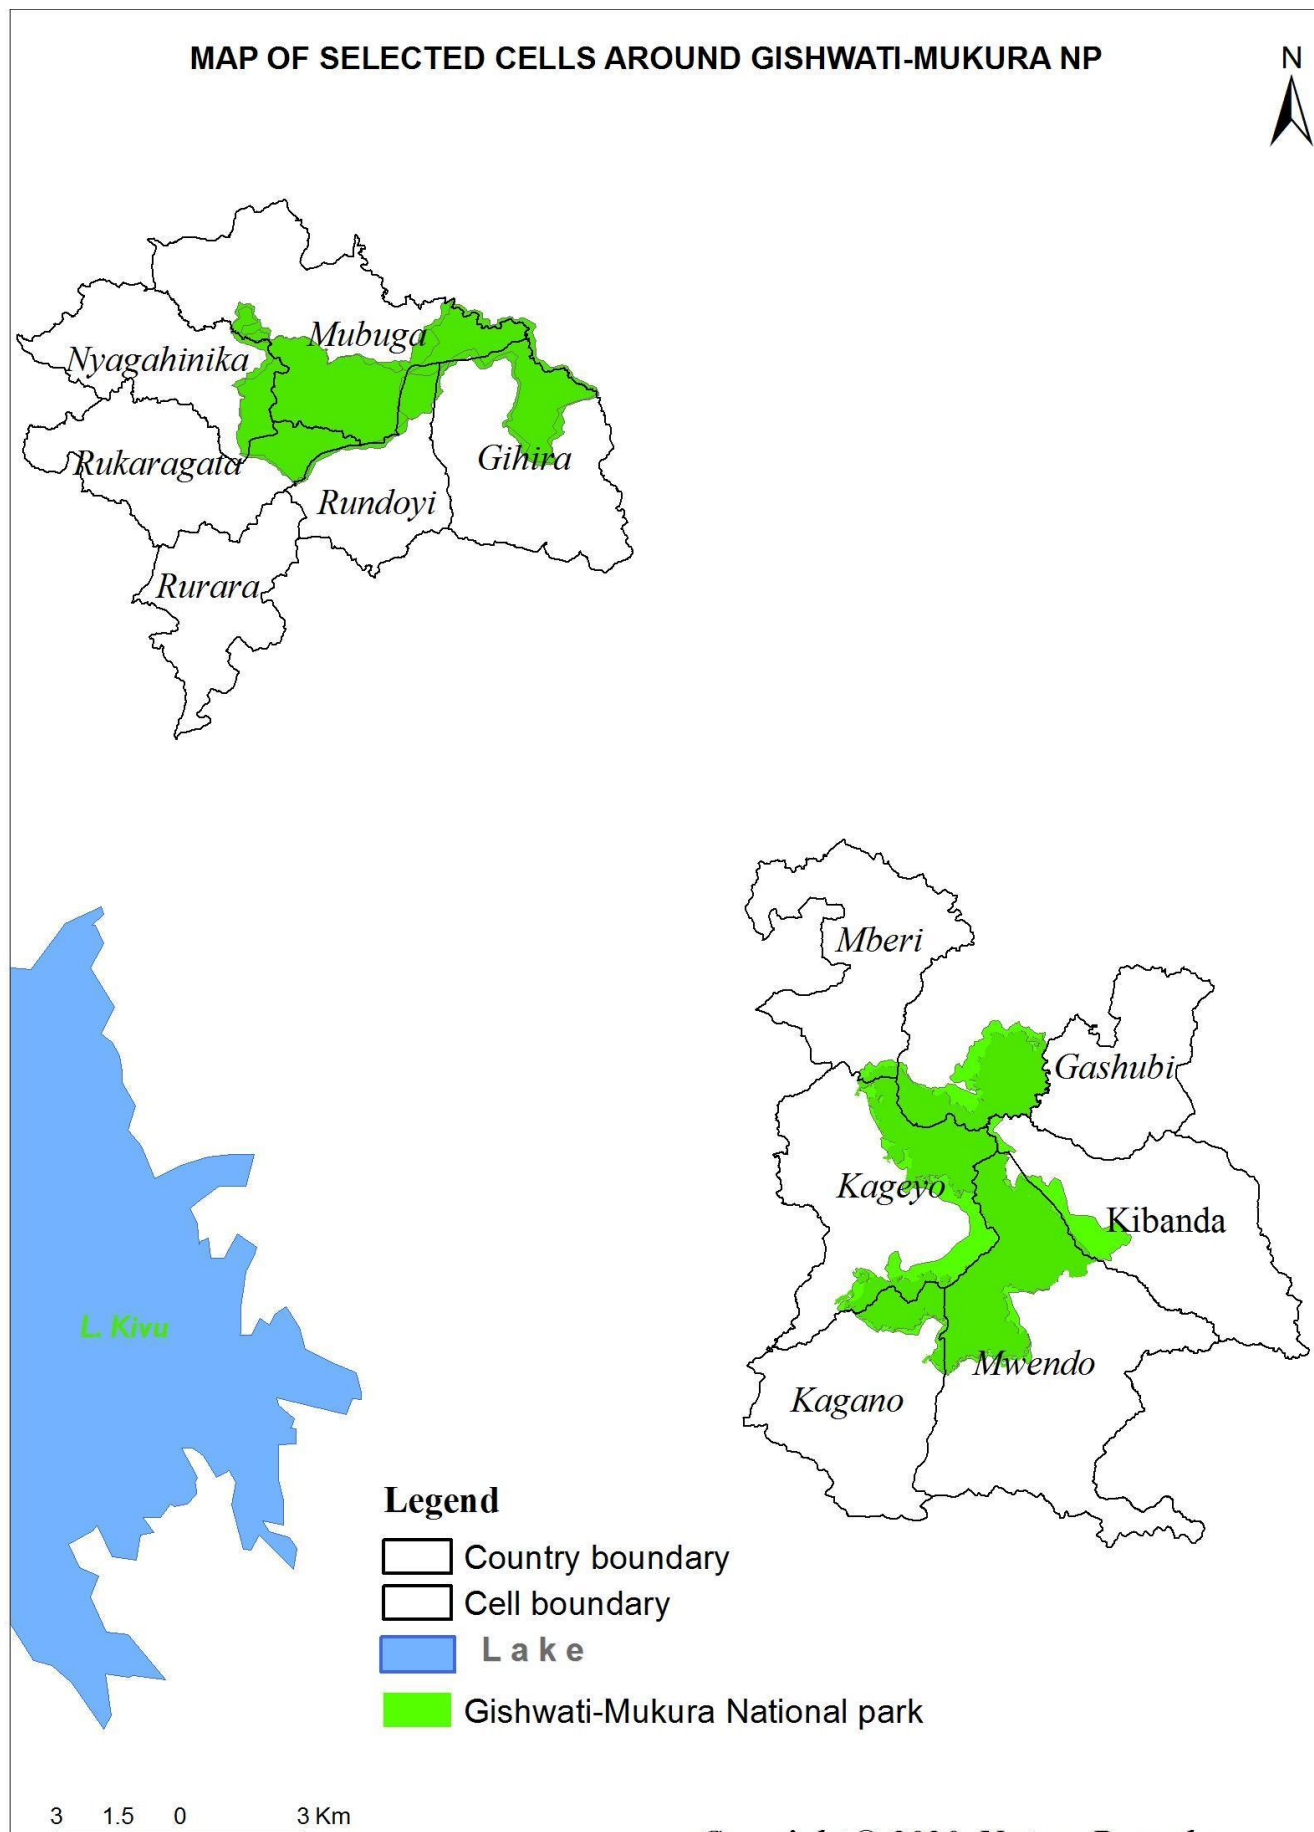 MAP OF SELECTED CELLS AROUND GISHWATI-MUKURA NP
N
Mubuga
Nyagahinika
Gihira
Rukaragata
Rundoyi
Rurara
Mberi
Gashubi
Kageyo
Kibanda
L. Kivu
Mwendo
Kagano
Legend
Country boundary
Cell boundary
Lake
Gishwati-Mukura National park
3 1.5 0 3 Km